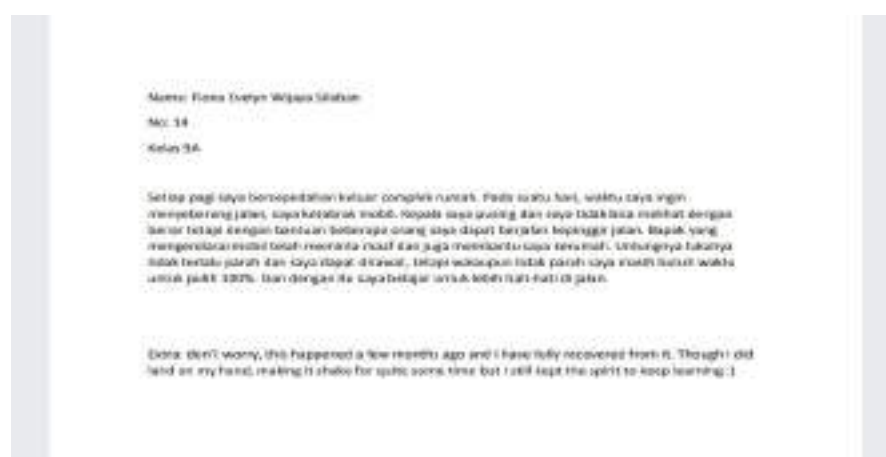 Nama: Fiona Evelyn Wijaya Silaban
No: 14
Kelas 9A
Setiap pagi saya bersepedahan keluar complek rumah. Pada suatu hari, waktu saya ingin
menyeberang jalan, saya ketabrak mobil. Kepala saya pusing dan saya tidak bisa melihat dengan
benar tetapi dengan bantuan beberapa orang saya dapat berjalan kepinggir jalan. Bapak yang
mengendarai mobil telah meminta maaf dan juga membantu saya kerumah. Untungnya lukanya
tidak terlalu parah dan saya dapat dirawat, tetapi walaupun tidak parah saya masih butuh waktu
untuk pulih 100%. Dan dengan itu saya belajar untuk lebih hati-hati di jalan.
Extra: don't worry, this happened a few months ago and I have fully recovered from it. Though I did
land on my hand, making it shake for quite some time but I still kept the spirit to keep learning :)